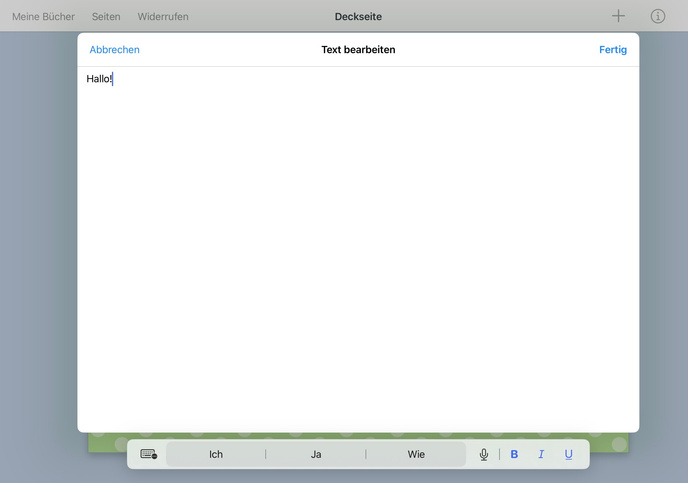 Meine Bücher Seiten Widerrufen Deckseite
Abbrechen Text bearbeiten Fertig
Hallo!
Ich Ja Wie B I U